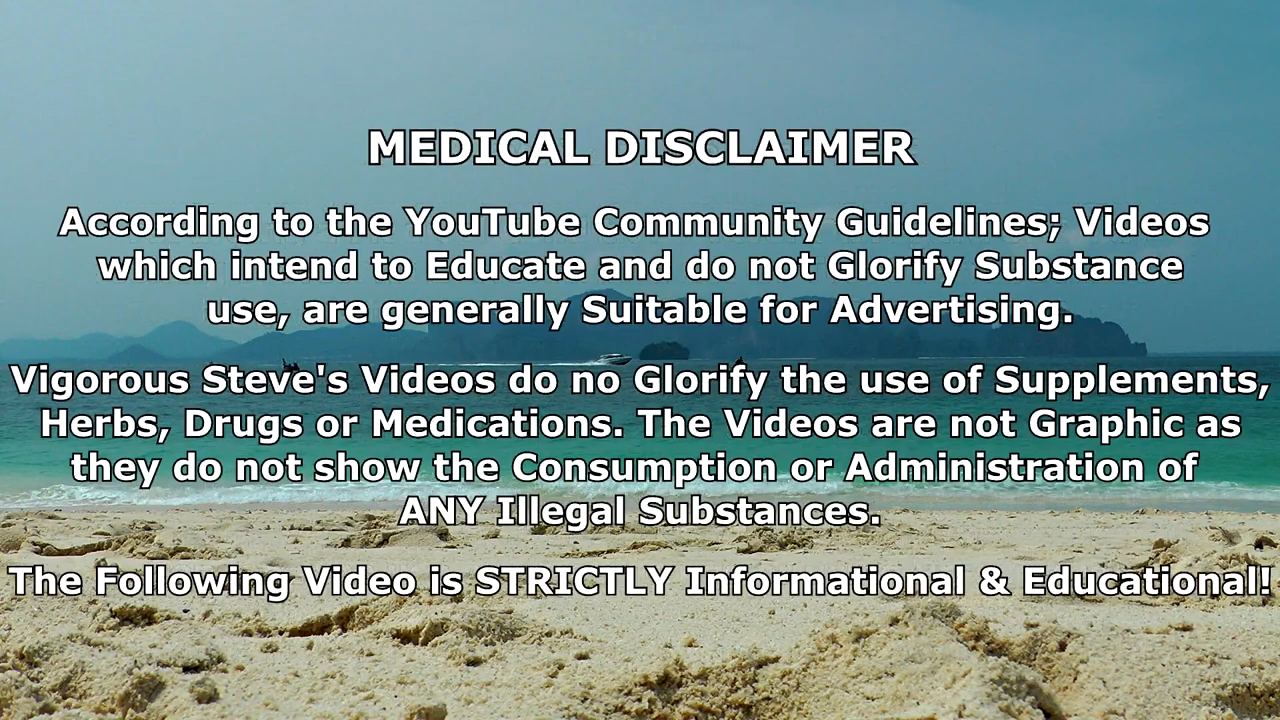 MEDICAL DISCLAIMER
According to the YouTube Community Guidelines; Videos
which intend to Educate and do not Glorify Substance
use, are generally Suitable for Advertising.
Vigorous Steve's Videos do no Glorify the use of Supplements,
Herbs, Drugs or Medications. The Videos are not Graphic as
they do not show the Consumption or Administration of
ANY Illegal Substances.
The Following Video is STRICTLY Informational & Educational!